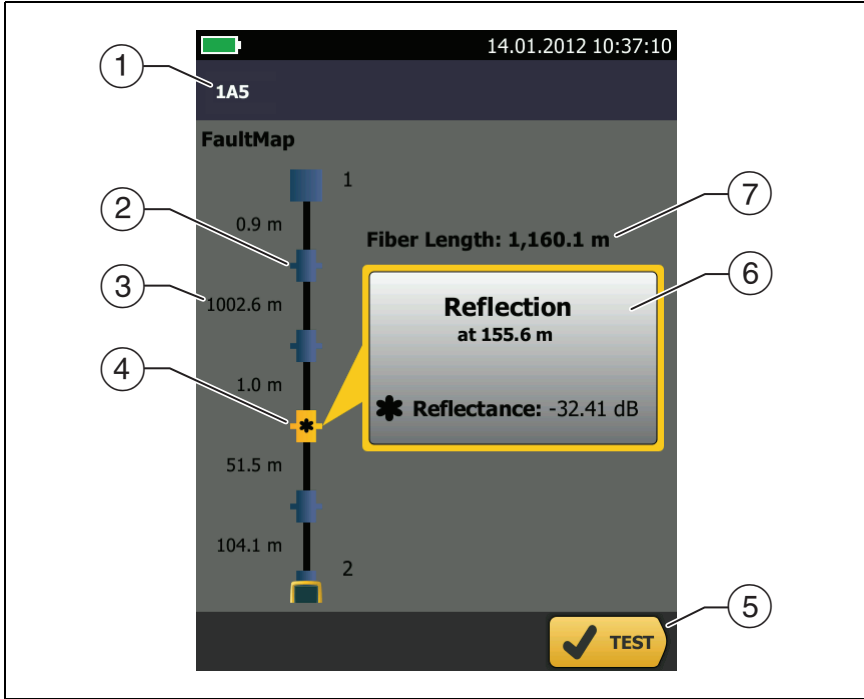 14.01.2012 10:37:10
1
1A5
FaultMap
1
2
0.9 m
7
Fiber Length: 1,160.1 m
3
1002.6 m
6
Reflection
at 155.6 m
4
1.0 m
✱ Reflectance: -32.41 dB
51.5 m
104.1 m
2
5
TEST